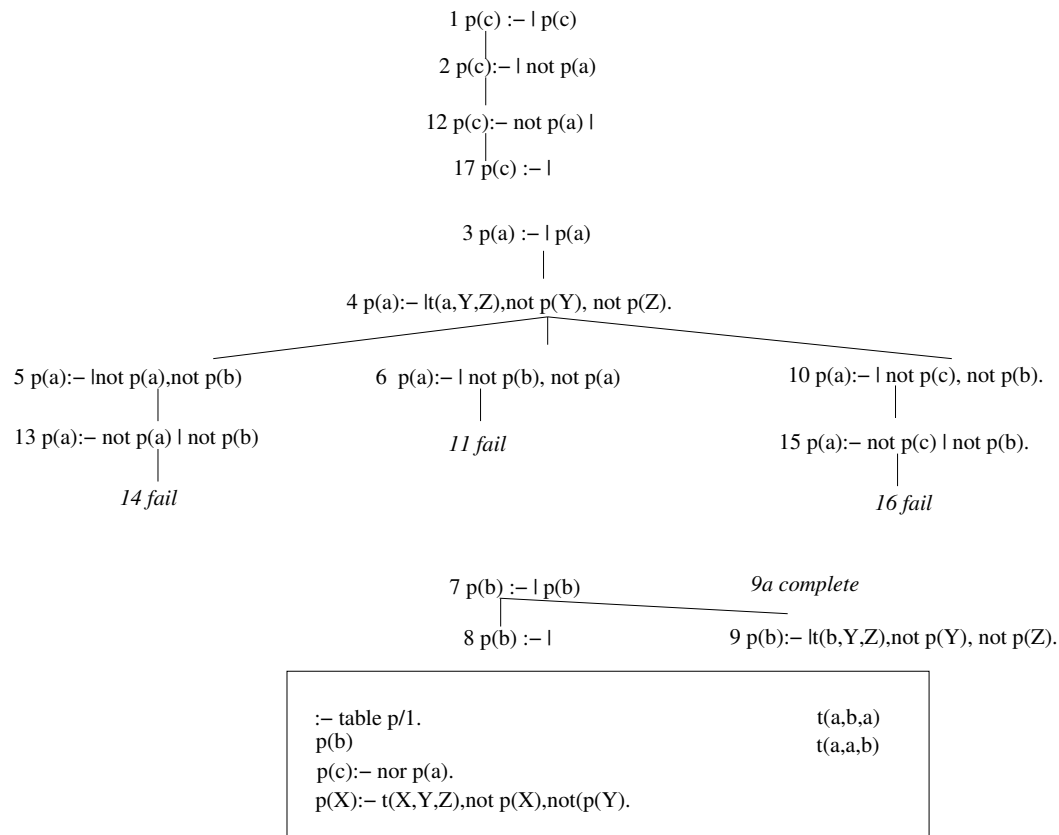 1 p(c) :− | p(c)
2 p(c):− | not p(a)
12 p(c):− not p(a) |
17 p(c) :− |
3 p(a) :− | p(a)
4 p(a):− |t(a,Y,Z),not p(Y), not p(Z).
5 p(a):− |not p(a),not p(b)
6 p(a):− | not p(b), not p(a)
10 p(a):− | not p(c), not p(b).
13 p(a):− not p(a) | not p(b)
11 fail
15 p(a):− not p(c) | not p(b).
14 fail
16 fail
7 p(b) :− | p(b)
9a complete
8 p(b) :− |
9 p(b):− |t(b,Y,Z),not p(Y), not p(Z).
:− table p/1.
t(a,b,a)
p(b)
t(a,a,b)
p(c):− nor p(a).
p(X):− t(X,Y,Z),not p(X),not(p(Y).